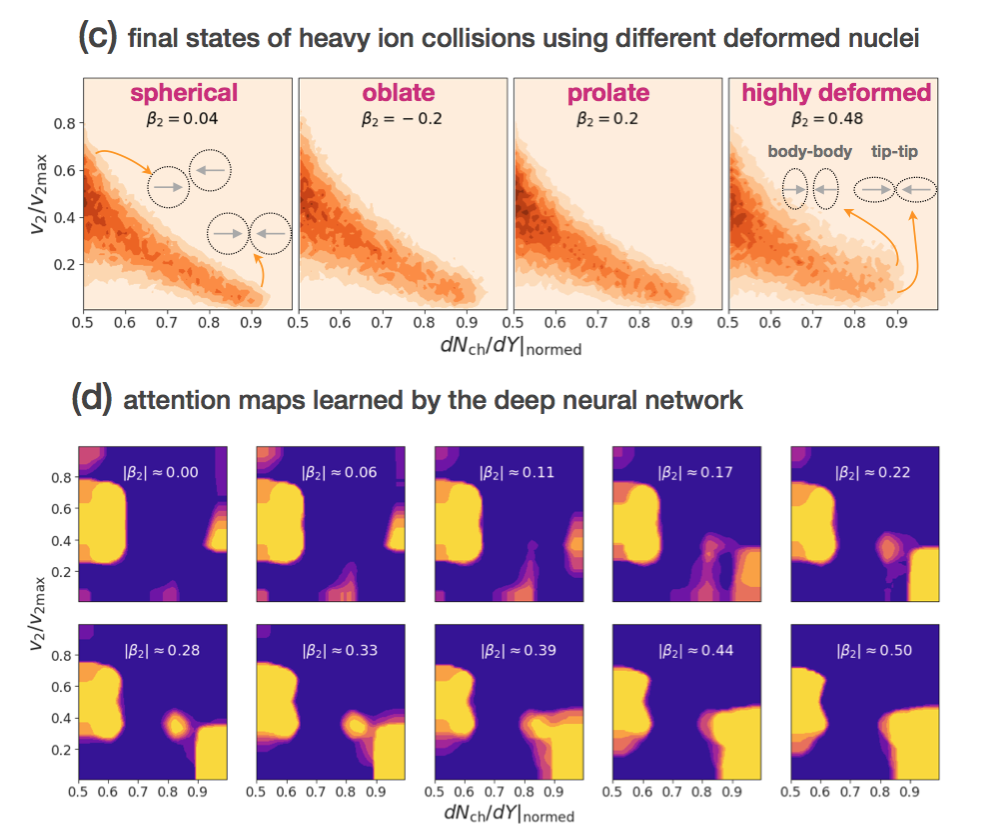 (c) final states of heavy ion collisions using different deformed nuclei
spherical oblate prolate highly deformed
β₂ = 0.04 β₂ = −0.2 β₂ = 0.2 β₂ = 0.48
body-body tip-tip
0.8
0.6
0.4
0.2
v₂/v₂max
0.5 0.6 0.7 0.8 0.9 0.5 0.6 0.7 0.8 0.9 0.5 0.6 0.7 0.8 0.9 0.5 0.6 0.7 0.8 0.9
dN_ch/dY|normed
(d) attention maps learned by the deep neural network
|β₂| ≈ 0.00 |β₂| ≈ 0.06 |β₂| ≈ 0.11 |β₂| ≈ 0.17 |β₂| ≈ 0.22
0.8
0.6
0.4
0.2
v₂/v₂max
|β₂| ≈ 0.28 |β₂| ≈ 0.33 |β₂| ≈ 0.39 |β₂| ≈ 0.44 |β₂| ≈ 0.50
0.8
0.6
0.4
0.2
0.5 0.6 0.7 0.8 0.9 0.5 0.6 0.7 0.8 0.9 0.5 0.6 0.7 0.8 0.9 0.5 0.6 0.7 0.8 0.9 0.5 0.6 0.7 0.8 0.9
dN_ch/dY|normed